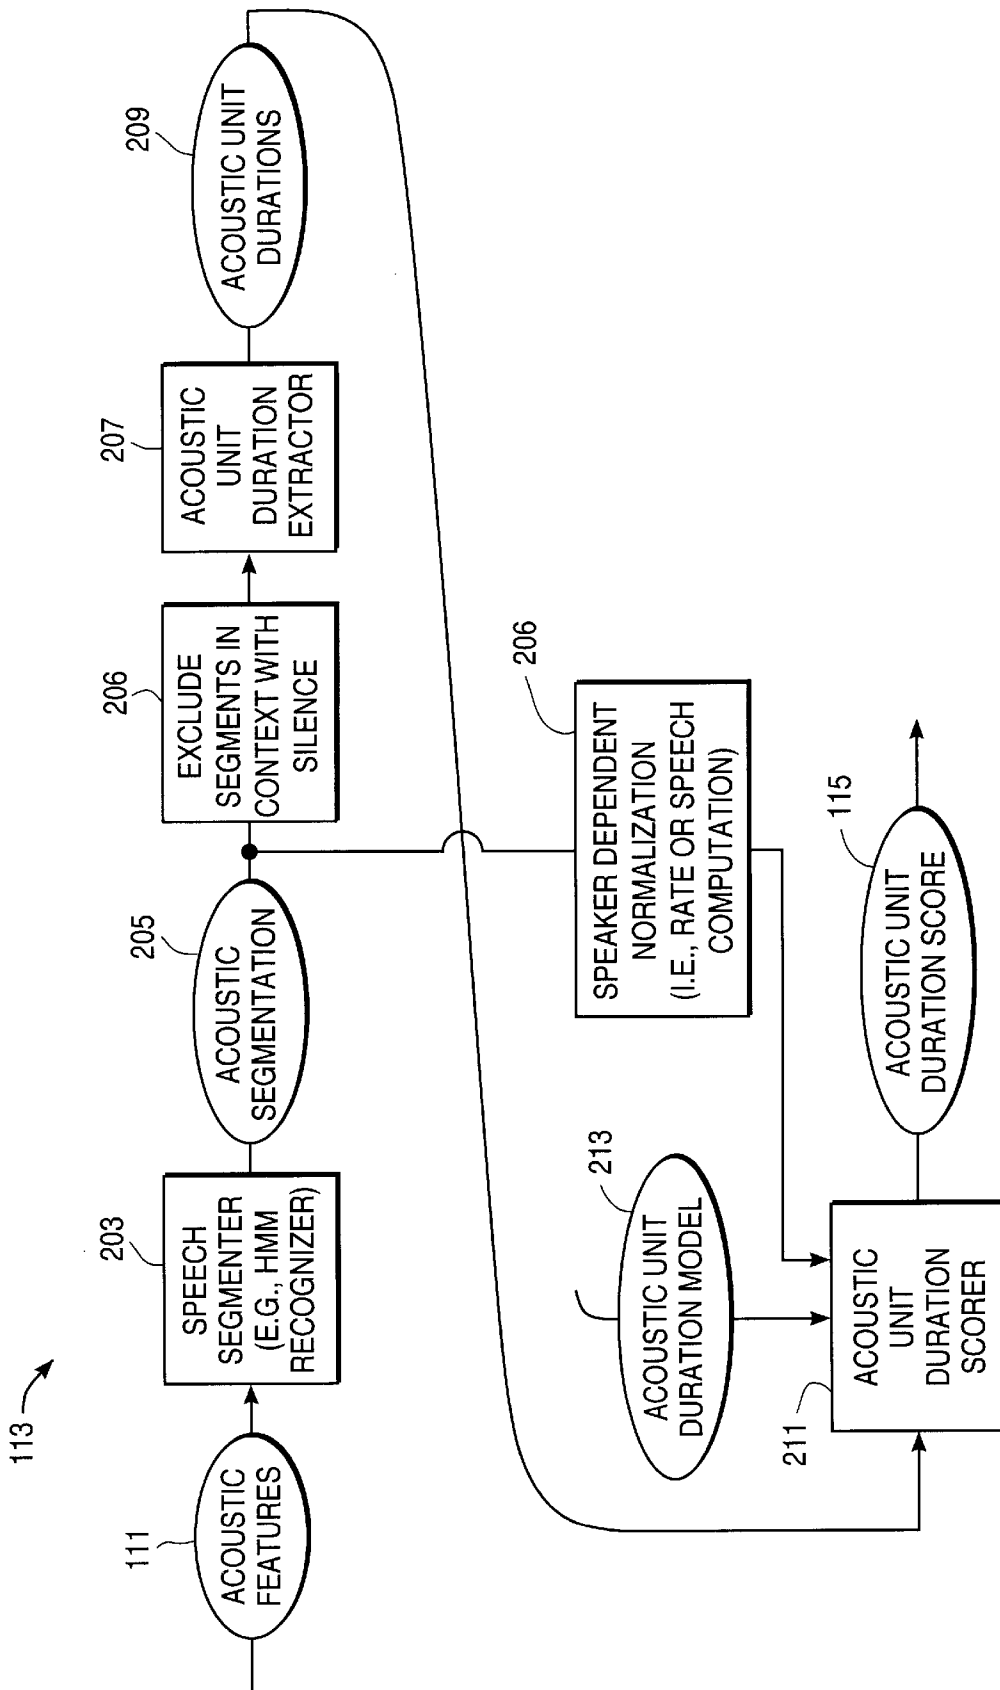 113
111
ACOUSTIC
FEATURES
203
SPEECH
SEGMENTER
(E.G., HMM
RECOGNIZER)
205
ACOUSTIC
SEGMENTATION
206
EXCLUDE
SEGMENTS IN
CONTEXT WITH
SILENCE
207
ACOUSTIC
UNIT
DURATION
EXTRACTOR
209
ACOUSTIC UNIT
DURATIONS
206
SPEAKER DEPENDENT
NORMALIZATION
(I.E., RATE OR SPEECH
COMPUTATION)
213
ACOUSTIC UNIT
DURATION MODEL
211
ACOUSTIC
UNIT
DURATION
SCORER
115
ACOUSTIC UNIT
DURATION SCORE